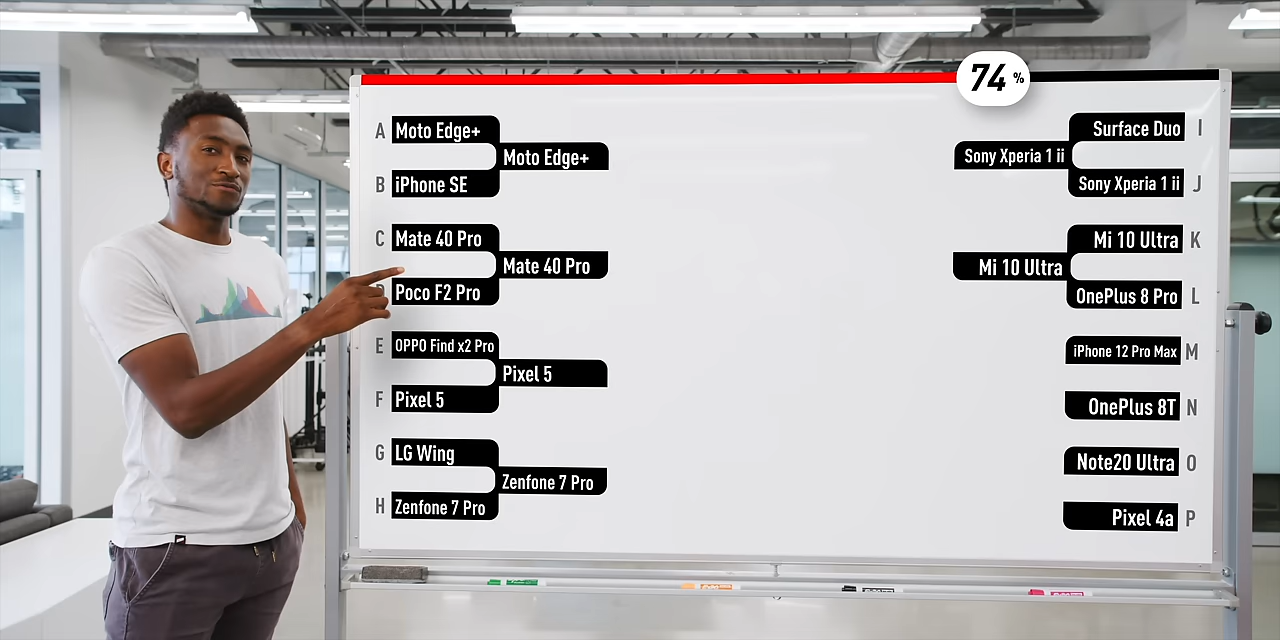 74 %
A Moto Edge+
Moto Edge+
B iPhone SE
C Mate 40 Pro
Mate 40 Pro
Poco F2 Pro
E OPPO Find x2 Pro
Pixel 5
F Pixel 5
G LG Wing
Zenfone 7 Pro
H Zenfone 7 Pro
Surface Duo I
Sony Xperia 1 ii
Sony Xperia 1 ii J
Mi 10 Ultra K
Mi 10 Ultra
OnePlus 8 Pro L
iPhone 12 Pro Max M
OnePlus 8T N
Note20 Ultra O
Pixel 4a P